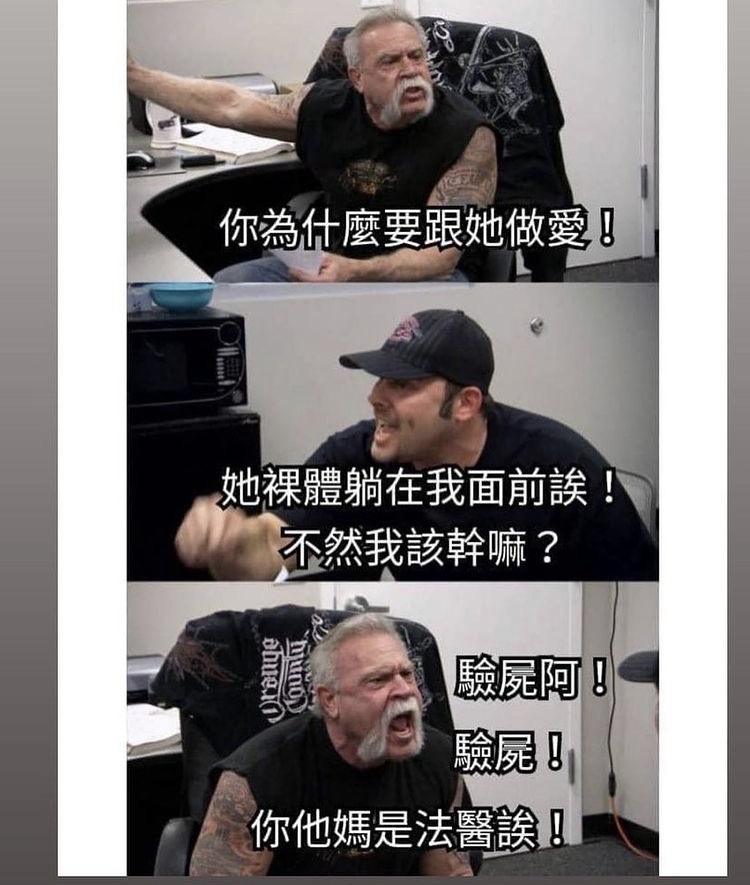 你為什麼要跟她做愛！
她裸體躺在我面前誒！
不然我該幹嘛？
驗屍阿！
驗屍！
你他媽是法醫誒！